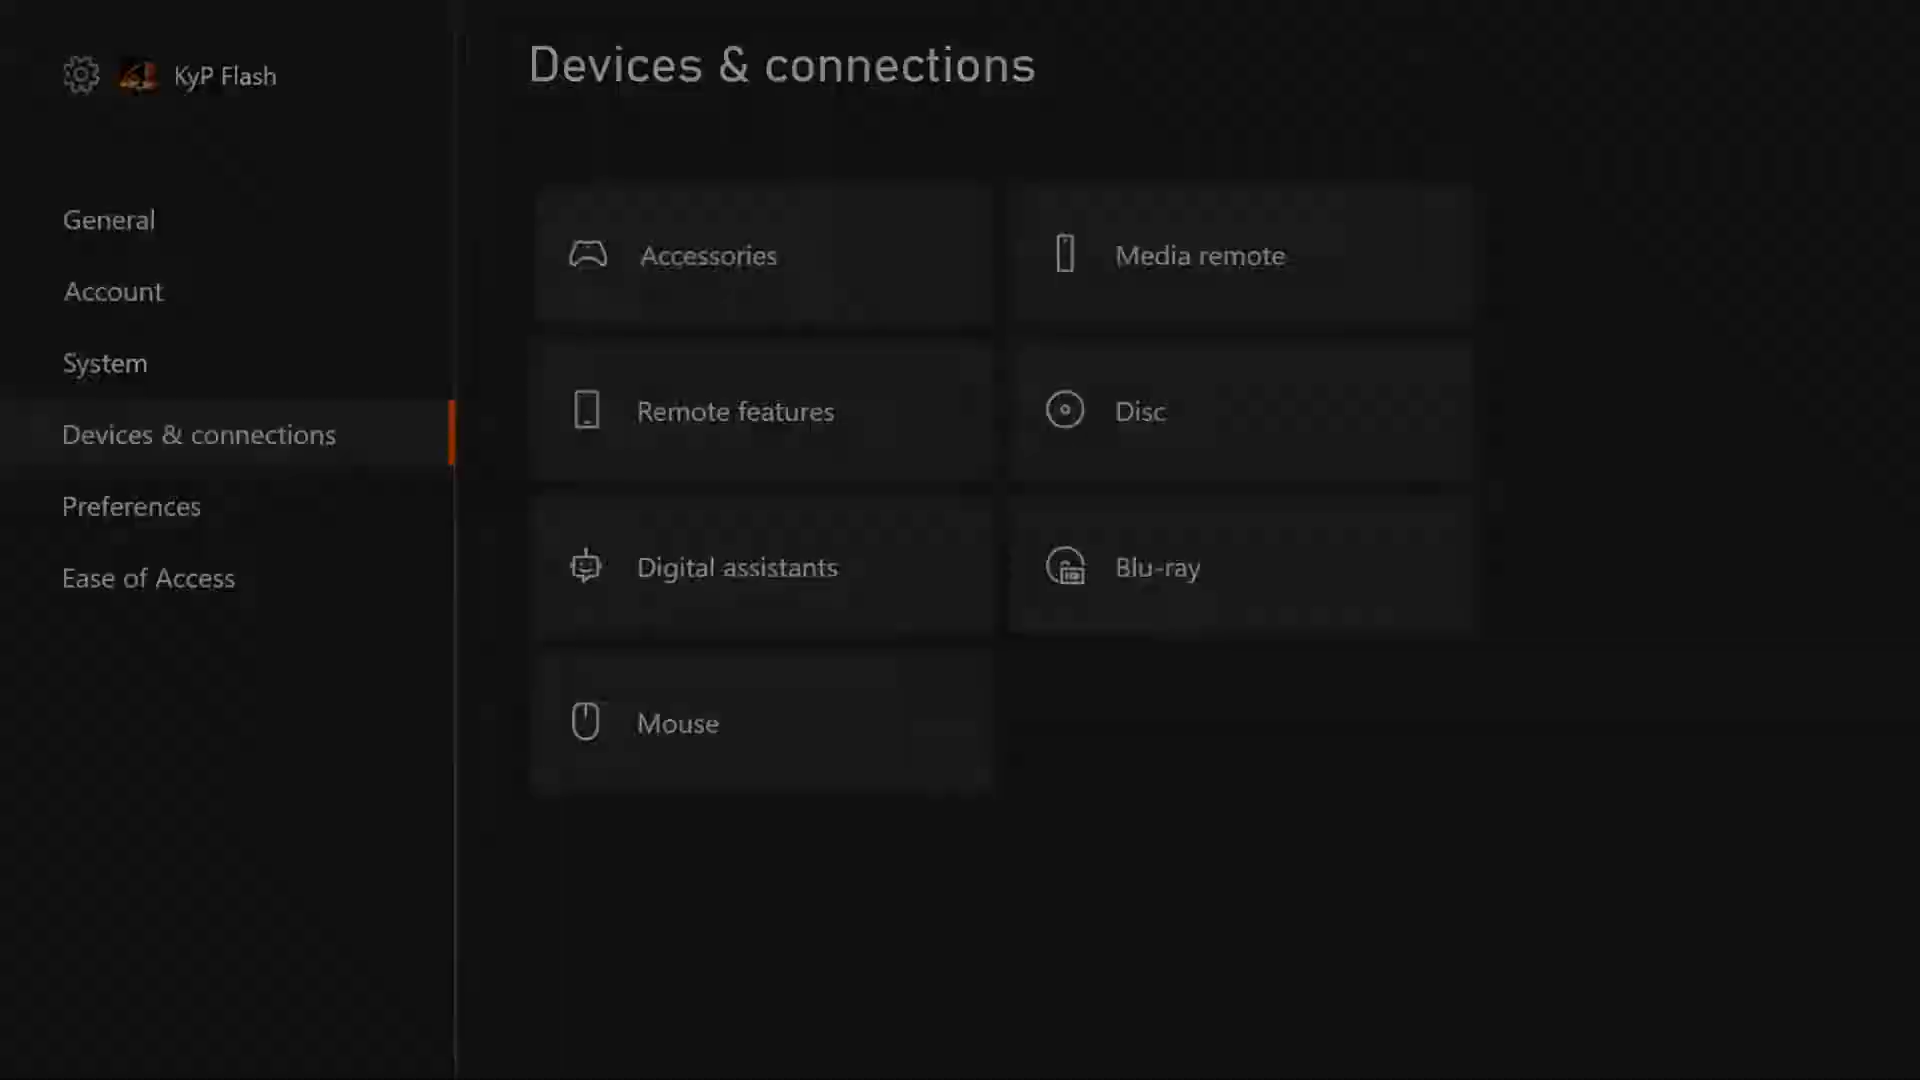 KyP Flash
General
Account
System
Devices & connections
Preferences
Ease of Access
Devices & connections
Accessories
Media remote
Remote features
Disc
Digital assistants
Blu-ray
Mouse